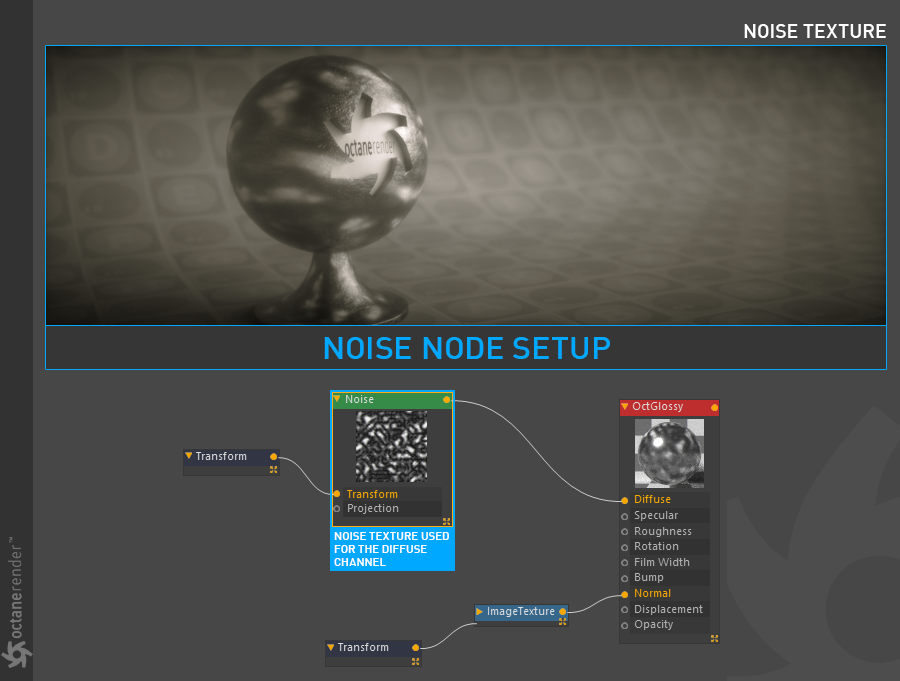 NOISE TEXTURE
octanerender
NOISE NODE SETUP
Noise
OctGlossy
Transform
Transform
Projection
NOISE TEXTURE USED
FOR THE DIFFUSE
CHANNEL
Diffuse
Specular
Roughness
Rotation
Film Width
Bump
Normal
Displacement
Opacity
ImageTexture
Transform
octanerender™